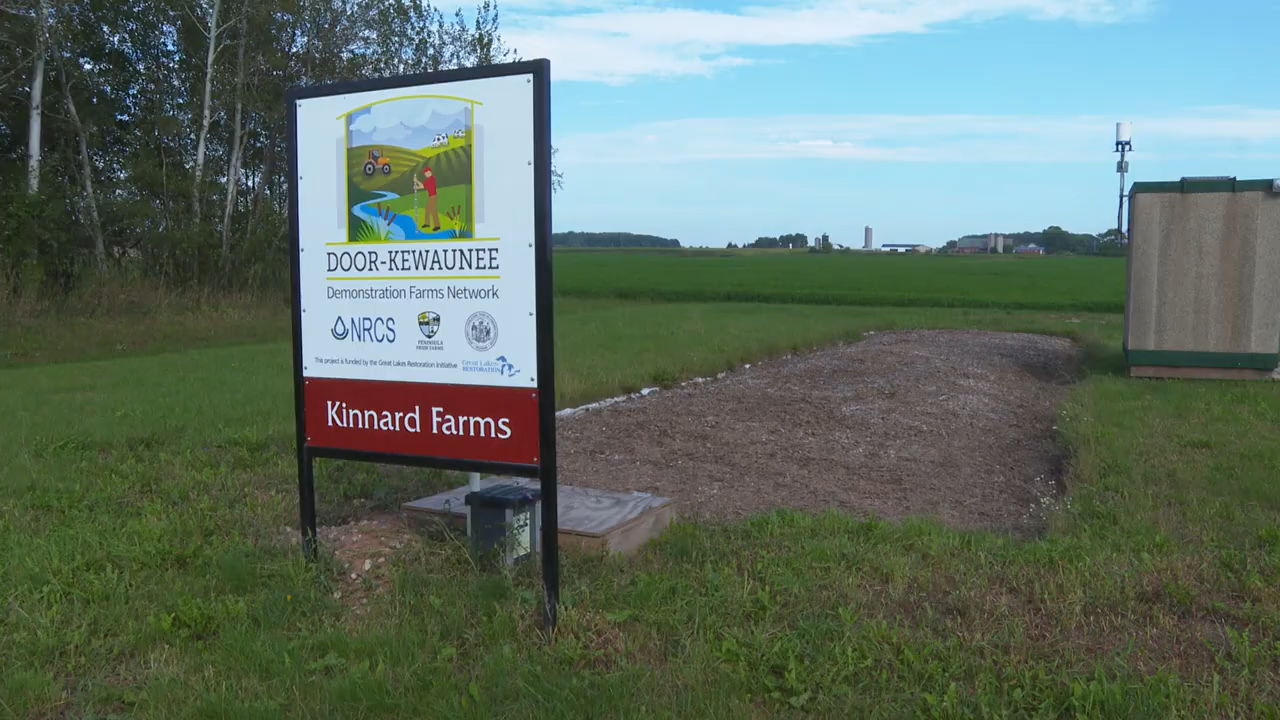 DOOR-KEWAUNEE
Demonstration Farms Network
NRCS
PENINSULA
PRIDE FARMS
This project is funded by the Great Lakes Restoration Initiative
Great Lakes
RESTORATION
Kinnard Farms